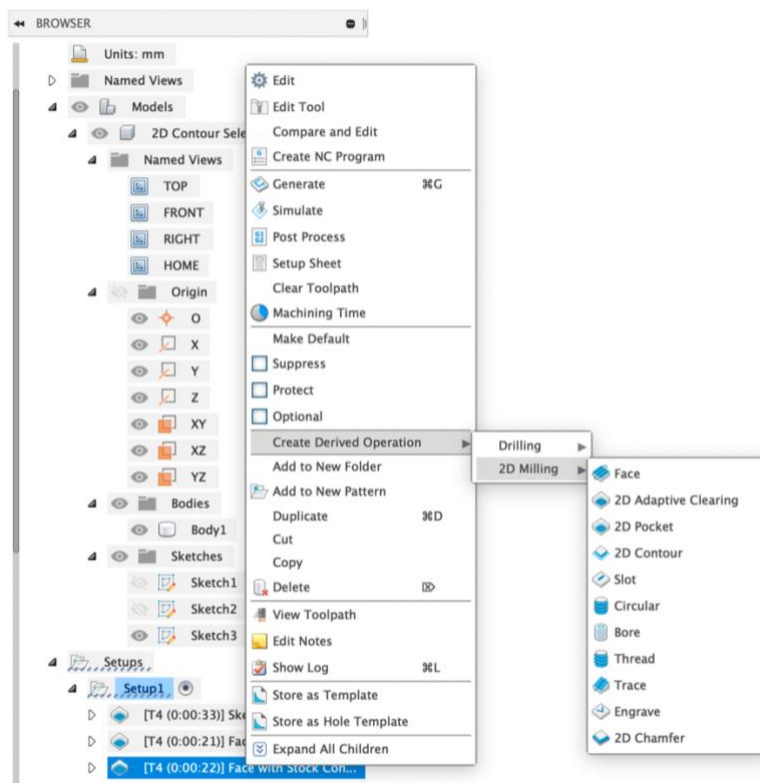 BROWSER
Units: mm
Named Views
Models
2D Contour Sele
Named Views
TOP
FRONT
RIGHT
HOME
Origin
O
X
Y
Z
XY
XZ
YZ
Bodies
Body1
Sketches
Sketch1
Sketch2
Sketch3
Setups
Setup1
[T4 (0:00:33)] Ske
[T4 (0:00:21)] Fac
[T4 (0:00:22)] Face with Stock Con...
Edit
Edit Tool
Compare and Edit
Create NC Program
Generate ⌘G
Simulate
Post Process
Setup Sheet
Clear Toolpath
Machining Time
Make Default
Suppress
Protect
Optional
Create Derived Operation
Add to New Folder
Add to New Pattern
Duplicate ⌘D
Cut
Copy
Delete ⌦
View Toolpath
Edit Notes
Show Log ⌘L
Store as Template
Store as Hole Template
Expand All Children
Drilling
2D Milling
Face
2D Adaptive Clearing
2D Pocket
2D Contour
Slot
Circular
Bore
Thread
Trace
Engrave
2D Chamfer